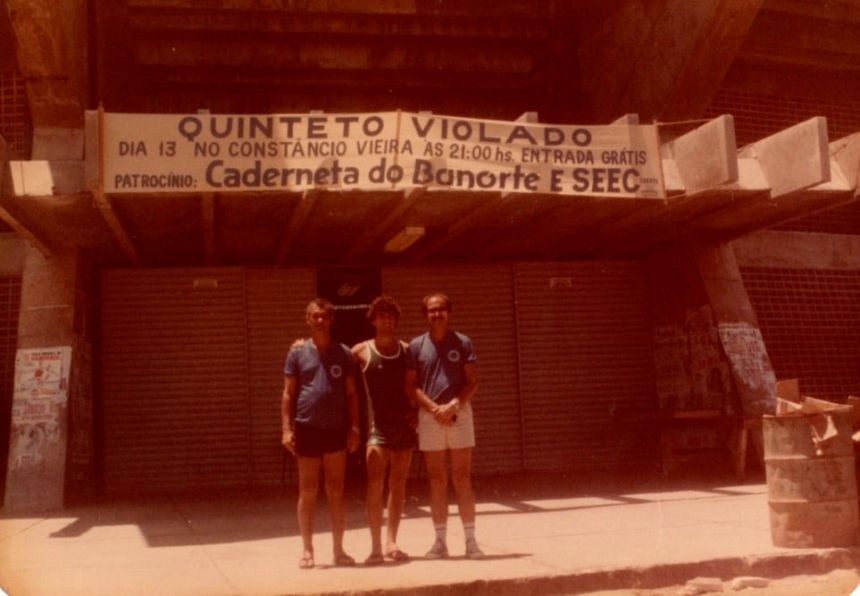 QUINTETO VIOLADO
DIA 13 NO CONSTÂNCIO VIEIRA ÀS 21:00 hs. ENTRADA GRÁTIS
PATROCÍNIO: Caderneta do Banorte E SEEC